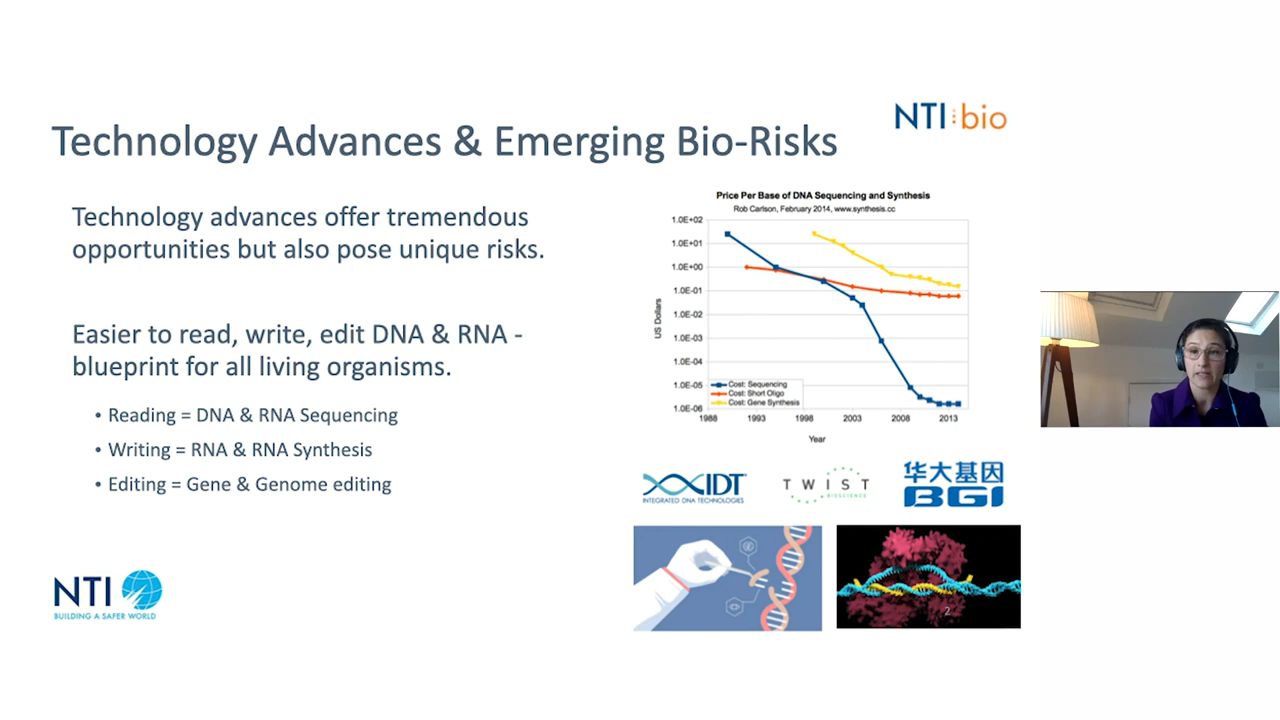 NTI:bio
Technology Advances & Emerging Bio-Risks
Technology advances offer tremendous
opportunities but also pose unique risks.
Easier to read, write, edit DNA & RNA -
blueprint for all living organisms.
• Reading = DNA & RNA Sequencing
• Writing = RNA & RNA Synthesis
• Editing = Gene & Genome editing
NTI
BUILDING A SAFER WORLD
Price Per Base of DNA Sequencing and Synthesis
Rob Carlson, February 2014, www.synthesis.cc
US Dollars
1.0E+02
1.0E+01
1.0E+00
1.0E-01
1.0E-02
1.0E-03
1.0E-04
1.0E-05
1.0E-06
Cost: Sequencing
Cost: Short Oligo
Cost: Gene Synthesis
1988 1993 1998 2003 2008 2013
Year
IDT
INTEGRATED DNA TECHNOLOGIES
TWIST
BIOSCIENCE
华大基因
BGI
2